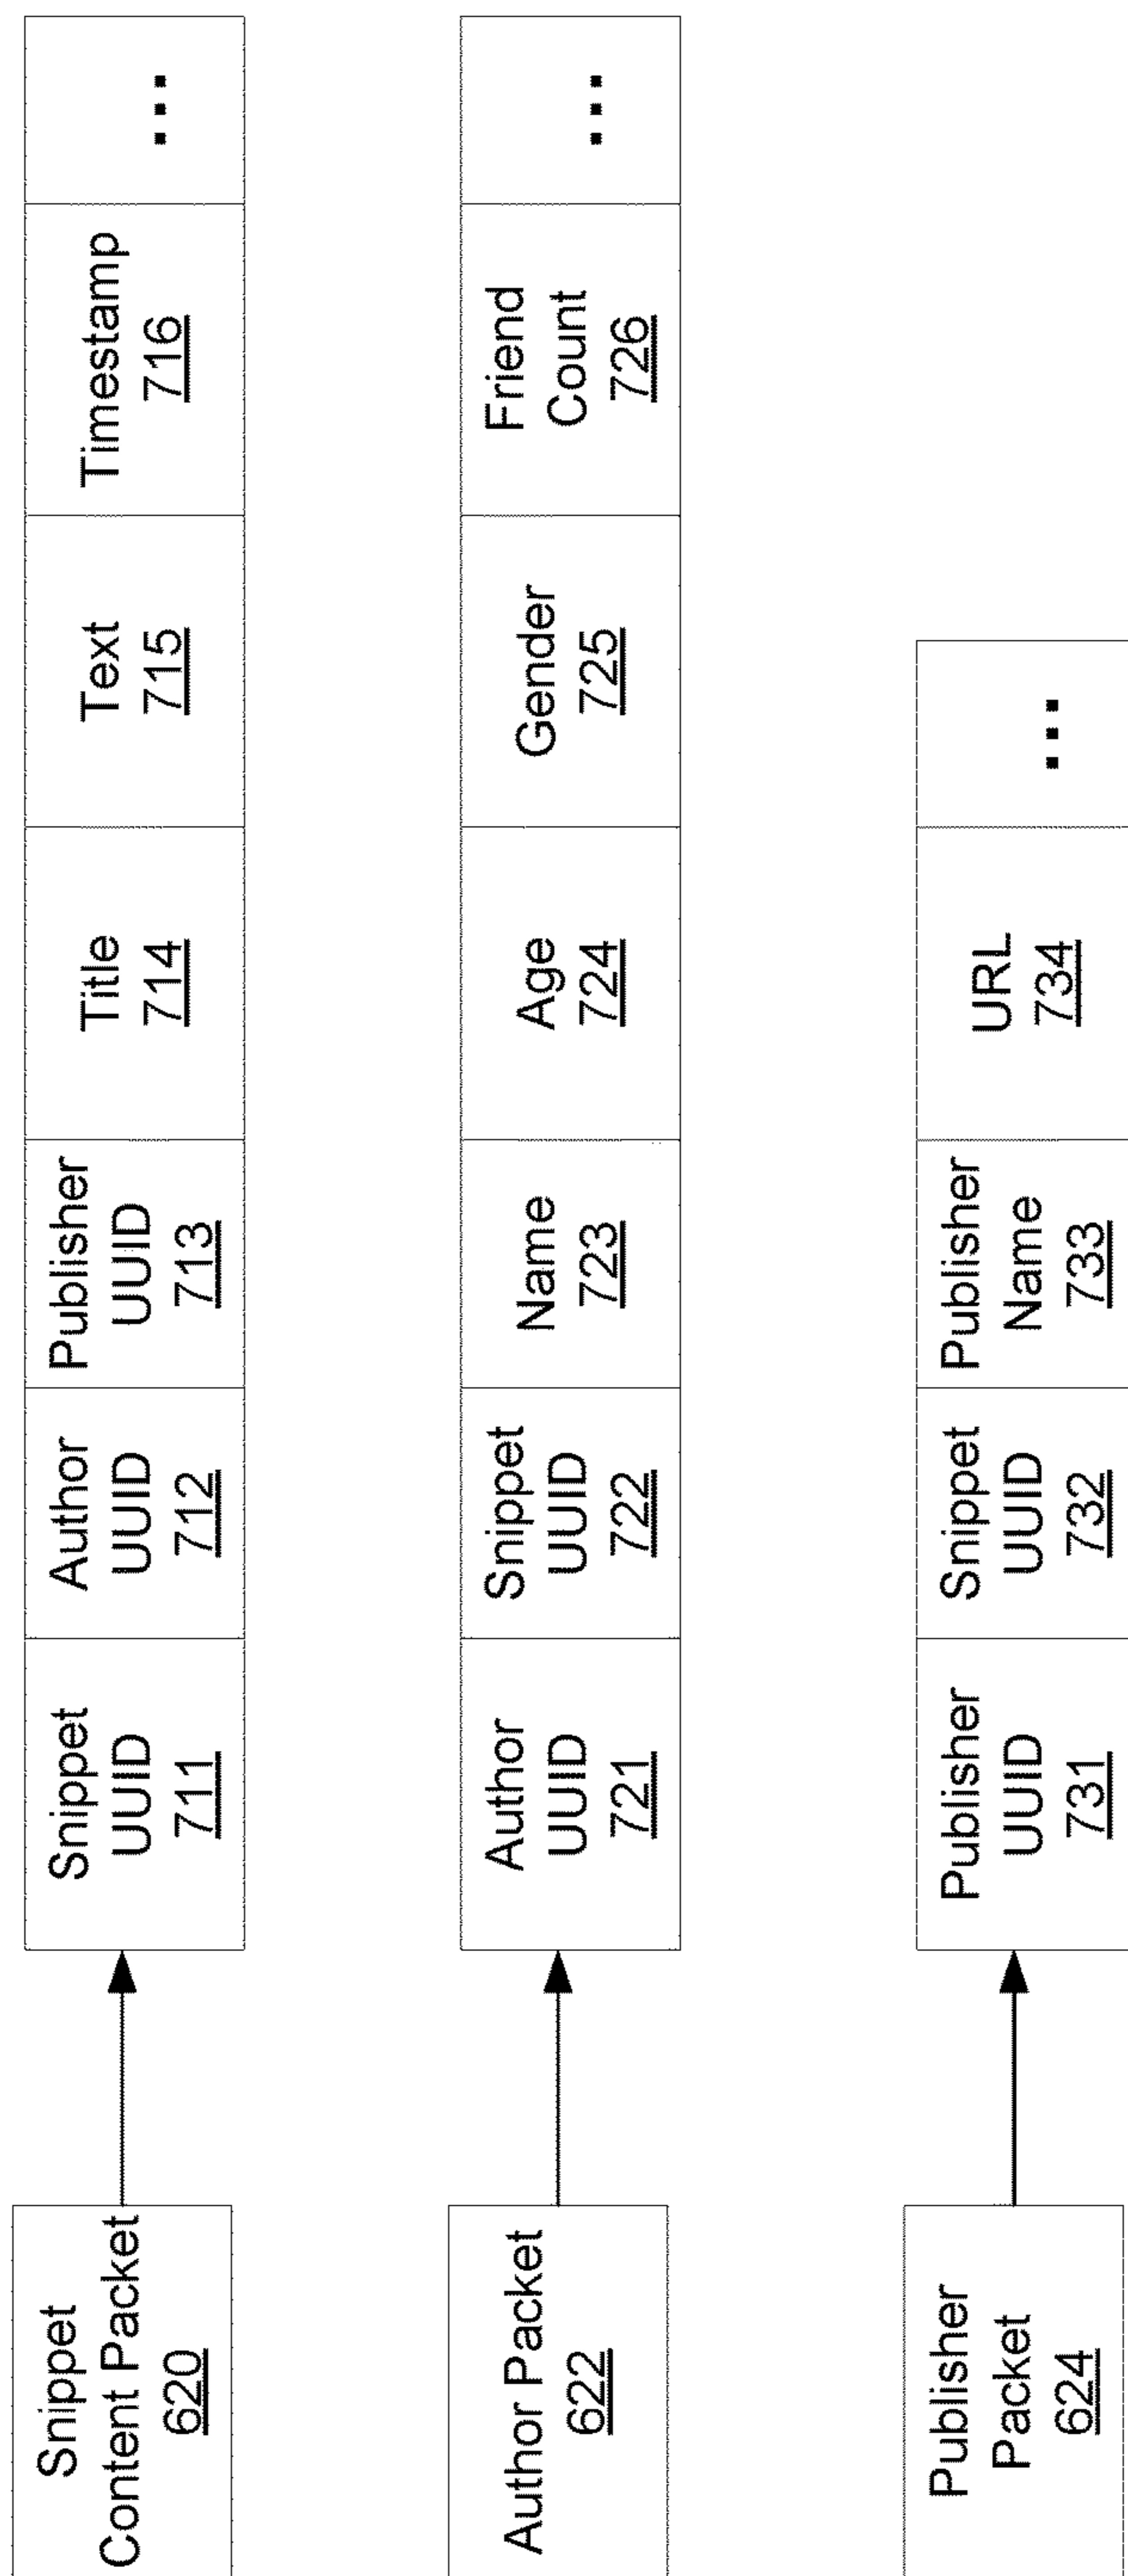 Snippet
Content Packet
620
Snippet
UUID
711
Author
UUID
712
Publisher
UUID
713
Title
714
Text
715
Timestamp
716
...
Author Packet
622
Author
UUID
721
Snippet
UUID
722
Name
723
Age
724
Gender
725
Friend
Count
726
...
Publisher
Packet
624
Publisher
UUID
731
Snippet
UUID
732
Publisher
Name
733
URL
734
...